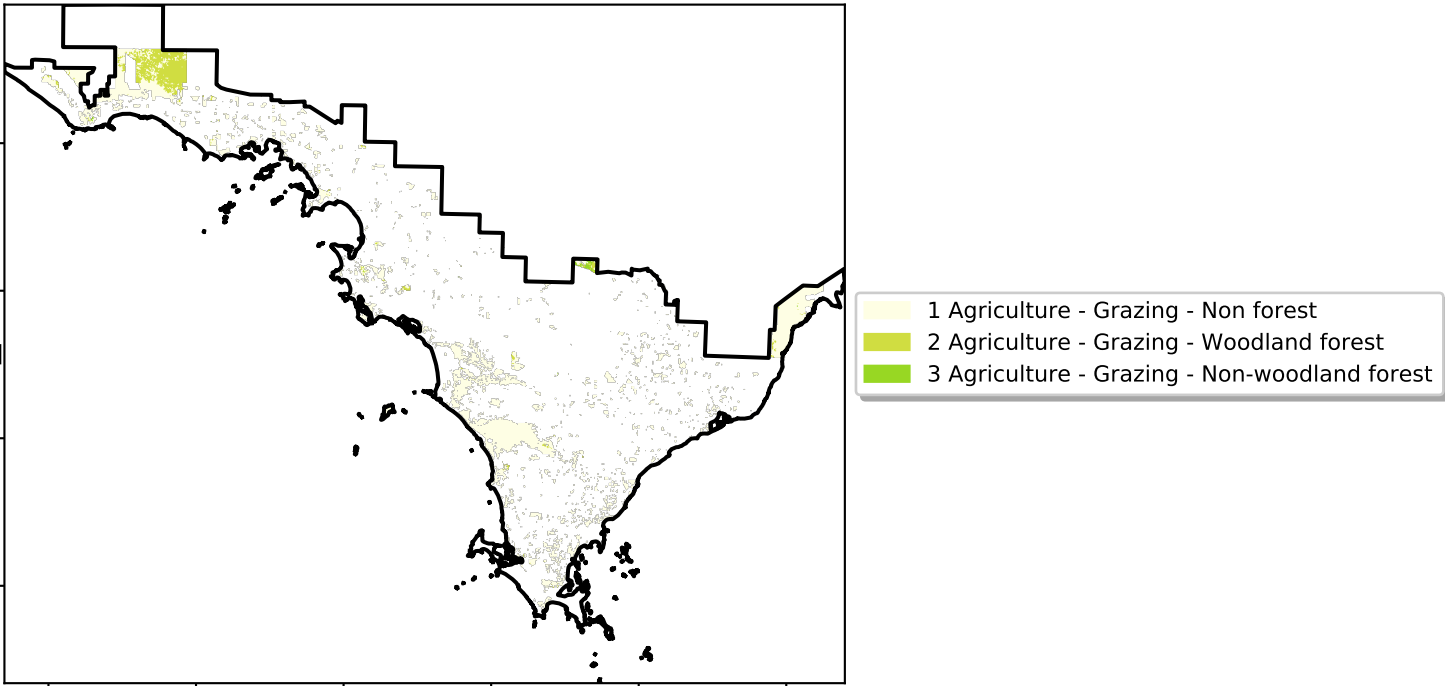 1 Agriculture - Grazing - Non forest
2 Agriculture - Grazing - Woodland forest
3 Agriculture - Grazing - Non-woodland forest